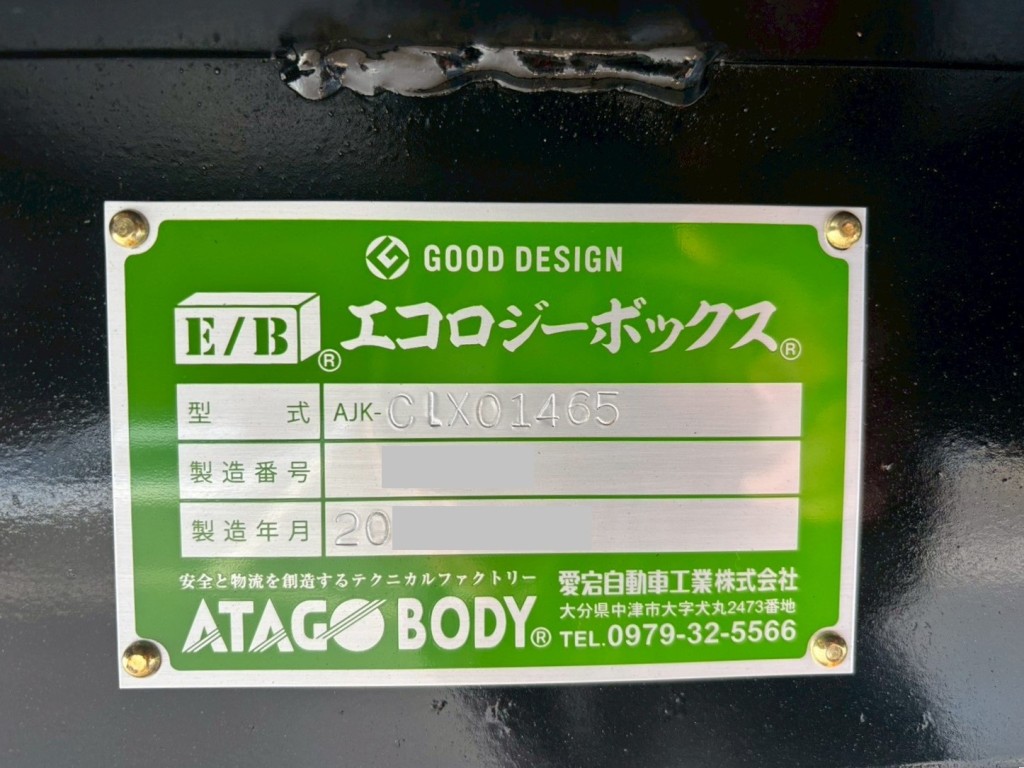 GOOD DESIGN
E/B® エコロジーボックス®
型 式 AJK-CLX01465
製造番号
製造年月 20
安全と物流を創造するテクニカルファクトリー
ATAGO BODY®
愛宕自動車工業株式会社
大分県中津市大字犬丸2473番地
TEL.0979-32-5566